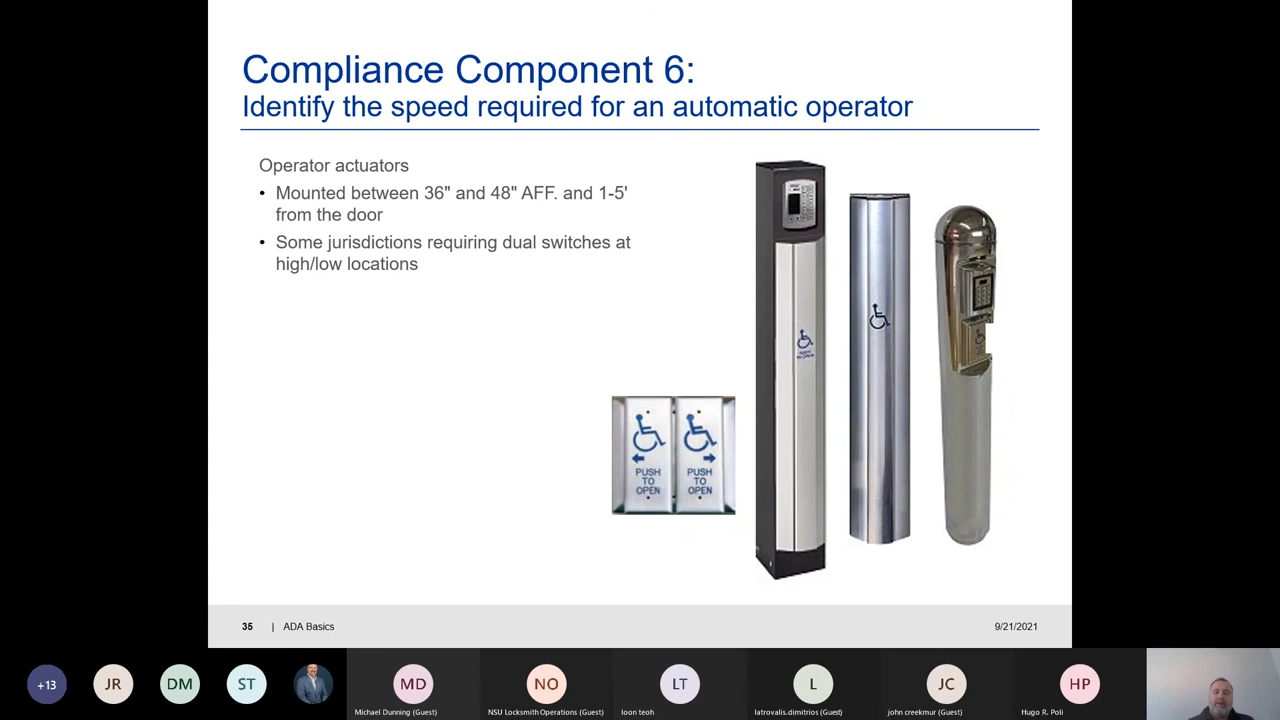 Compliance Component 6:
Identify the speed required for an automatic operator
Operator actuators
• Mounted between 36" and 48" AFF. and 1-5'
from the door
• Some jurisdictions requiring dual switches at
high/low locations
PUSH
TO
OPEN
PUSH
TO
OPEN
35 | ADA Basics
9/21/2021
+13
JR
DM
ST
MD
NO
LT
L
JC
HP
Michael Dunning (Guest)
NSU Locksmith Operations (Guest)
loon teoh
Iatrovalis.dimitrios (Guest)
john creekmur (Guest)
Hugo R. Poli